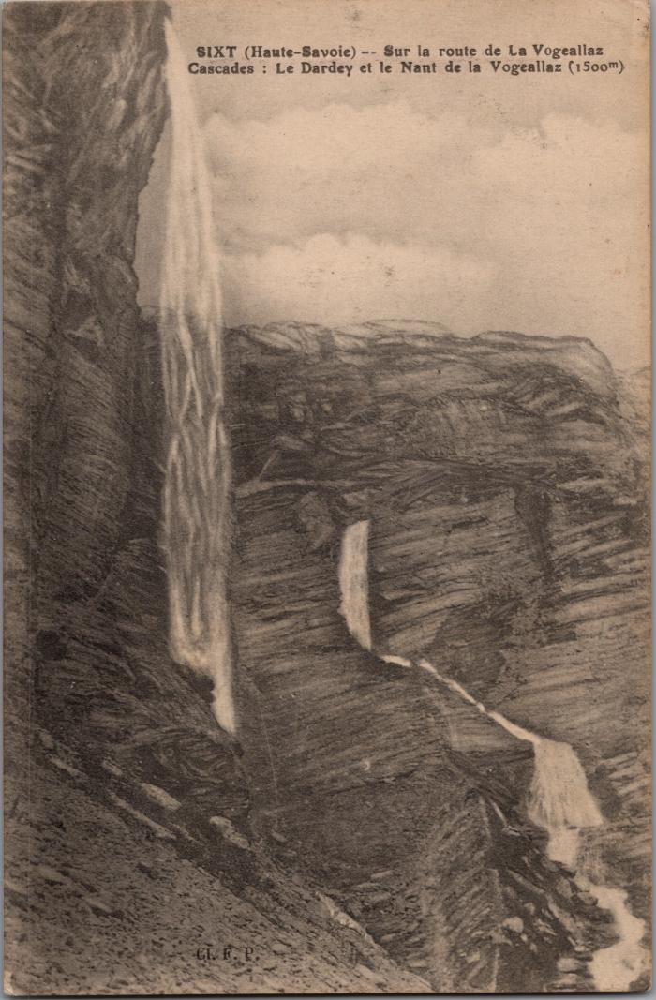 SIXT (Haute-Savoie) -- Sur la route de La Vogeallaz
Cascades : Le Dardey et le Nant de la Vogeallaz (1500m)
Cl. F. P.